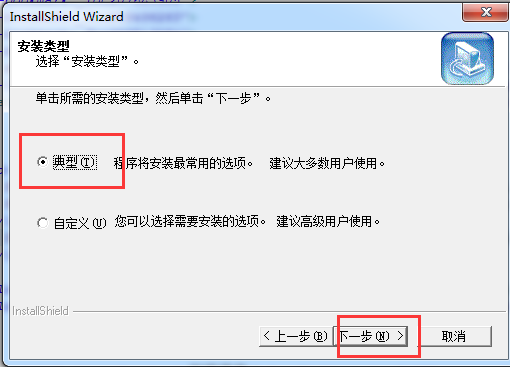 InstallShield Wizard
安装类型
选择“安装类型”。
单击所需的安装类型，然后单击“下一步”。
典型(T) 程序将安装最常用的选项。 建议大多数用户使用。
自定义(U) 您可以选择需要安装的选项。 建议高级用户使用。
InstallShield
< 上一步(B) 下一步(N) > 取消